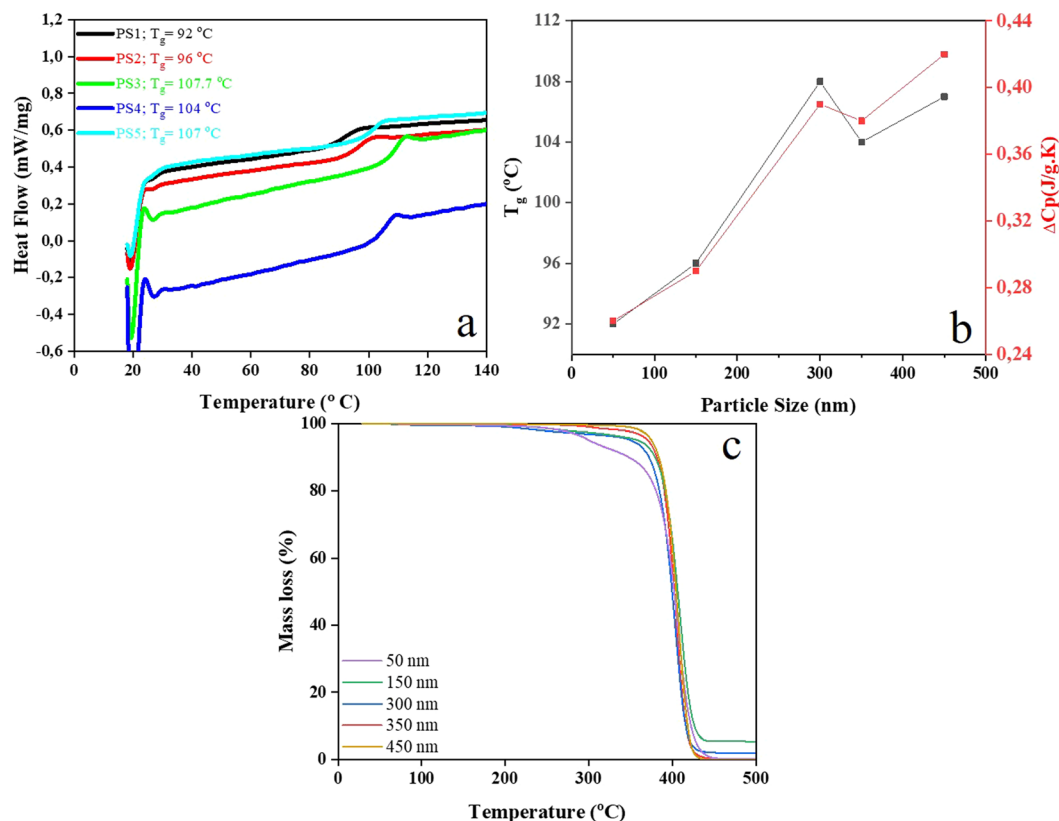 1,2
1,0
0,8
0,6
0,4
0,2
0,0
-0,2
-0,4
-0,6
Heat Flow (mW/mg)
PS1; Tg= 92 °C
PS2; Tg= 96 °C
PS3; Tg= 107.7 °C
PS4; Tg= 104 °C
PS5; Tg= 107 °C
a
0 20 40 60 80 100 120 140
Temperature (° C)
108
104
100
96
92
Tg (°C)
0,44
0,40
0,36
0,32
0,28
0,24
ΔCp(J/g.K)
b
0 100 200 300 400 500
Particle Size (nm)
100
80
60
40
20
0
Mass loss (%)
c
50 nm
150 nm
300 nm
350 nm
450 nm
0 100 200 300 400 500
Temperature (°C)